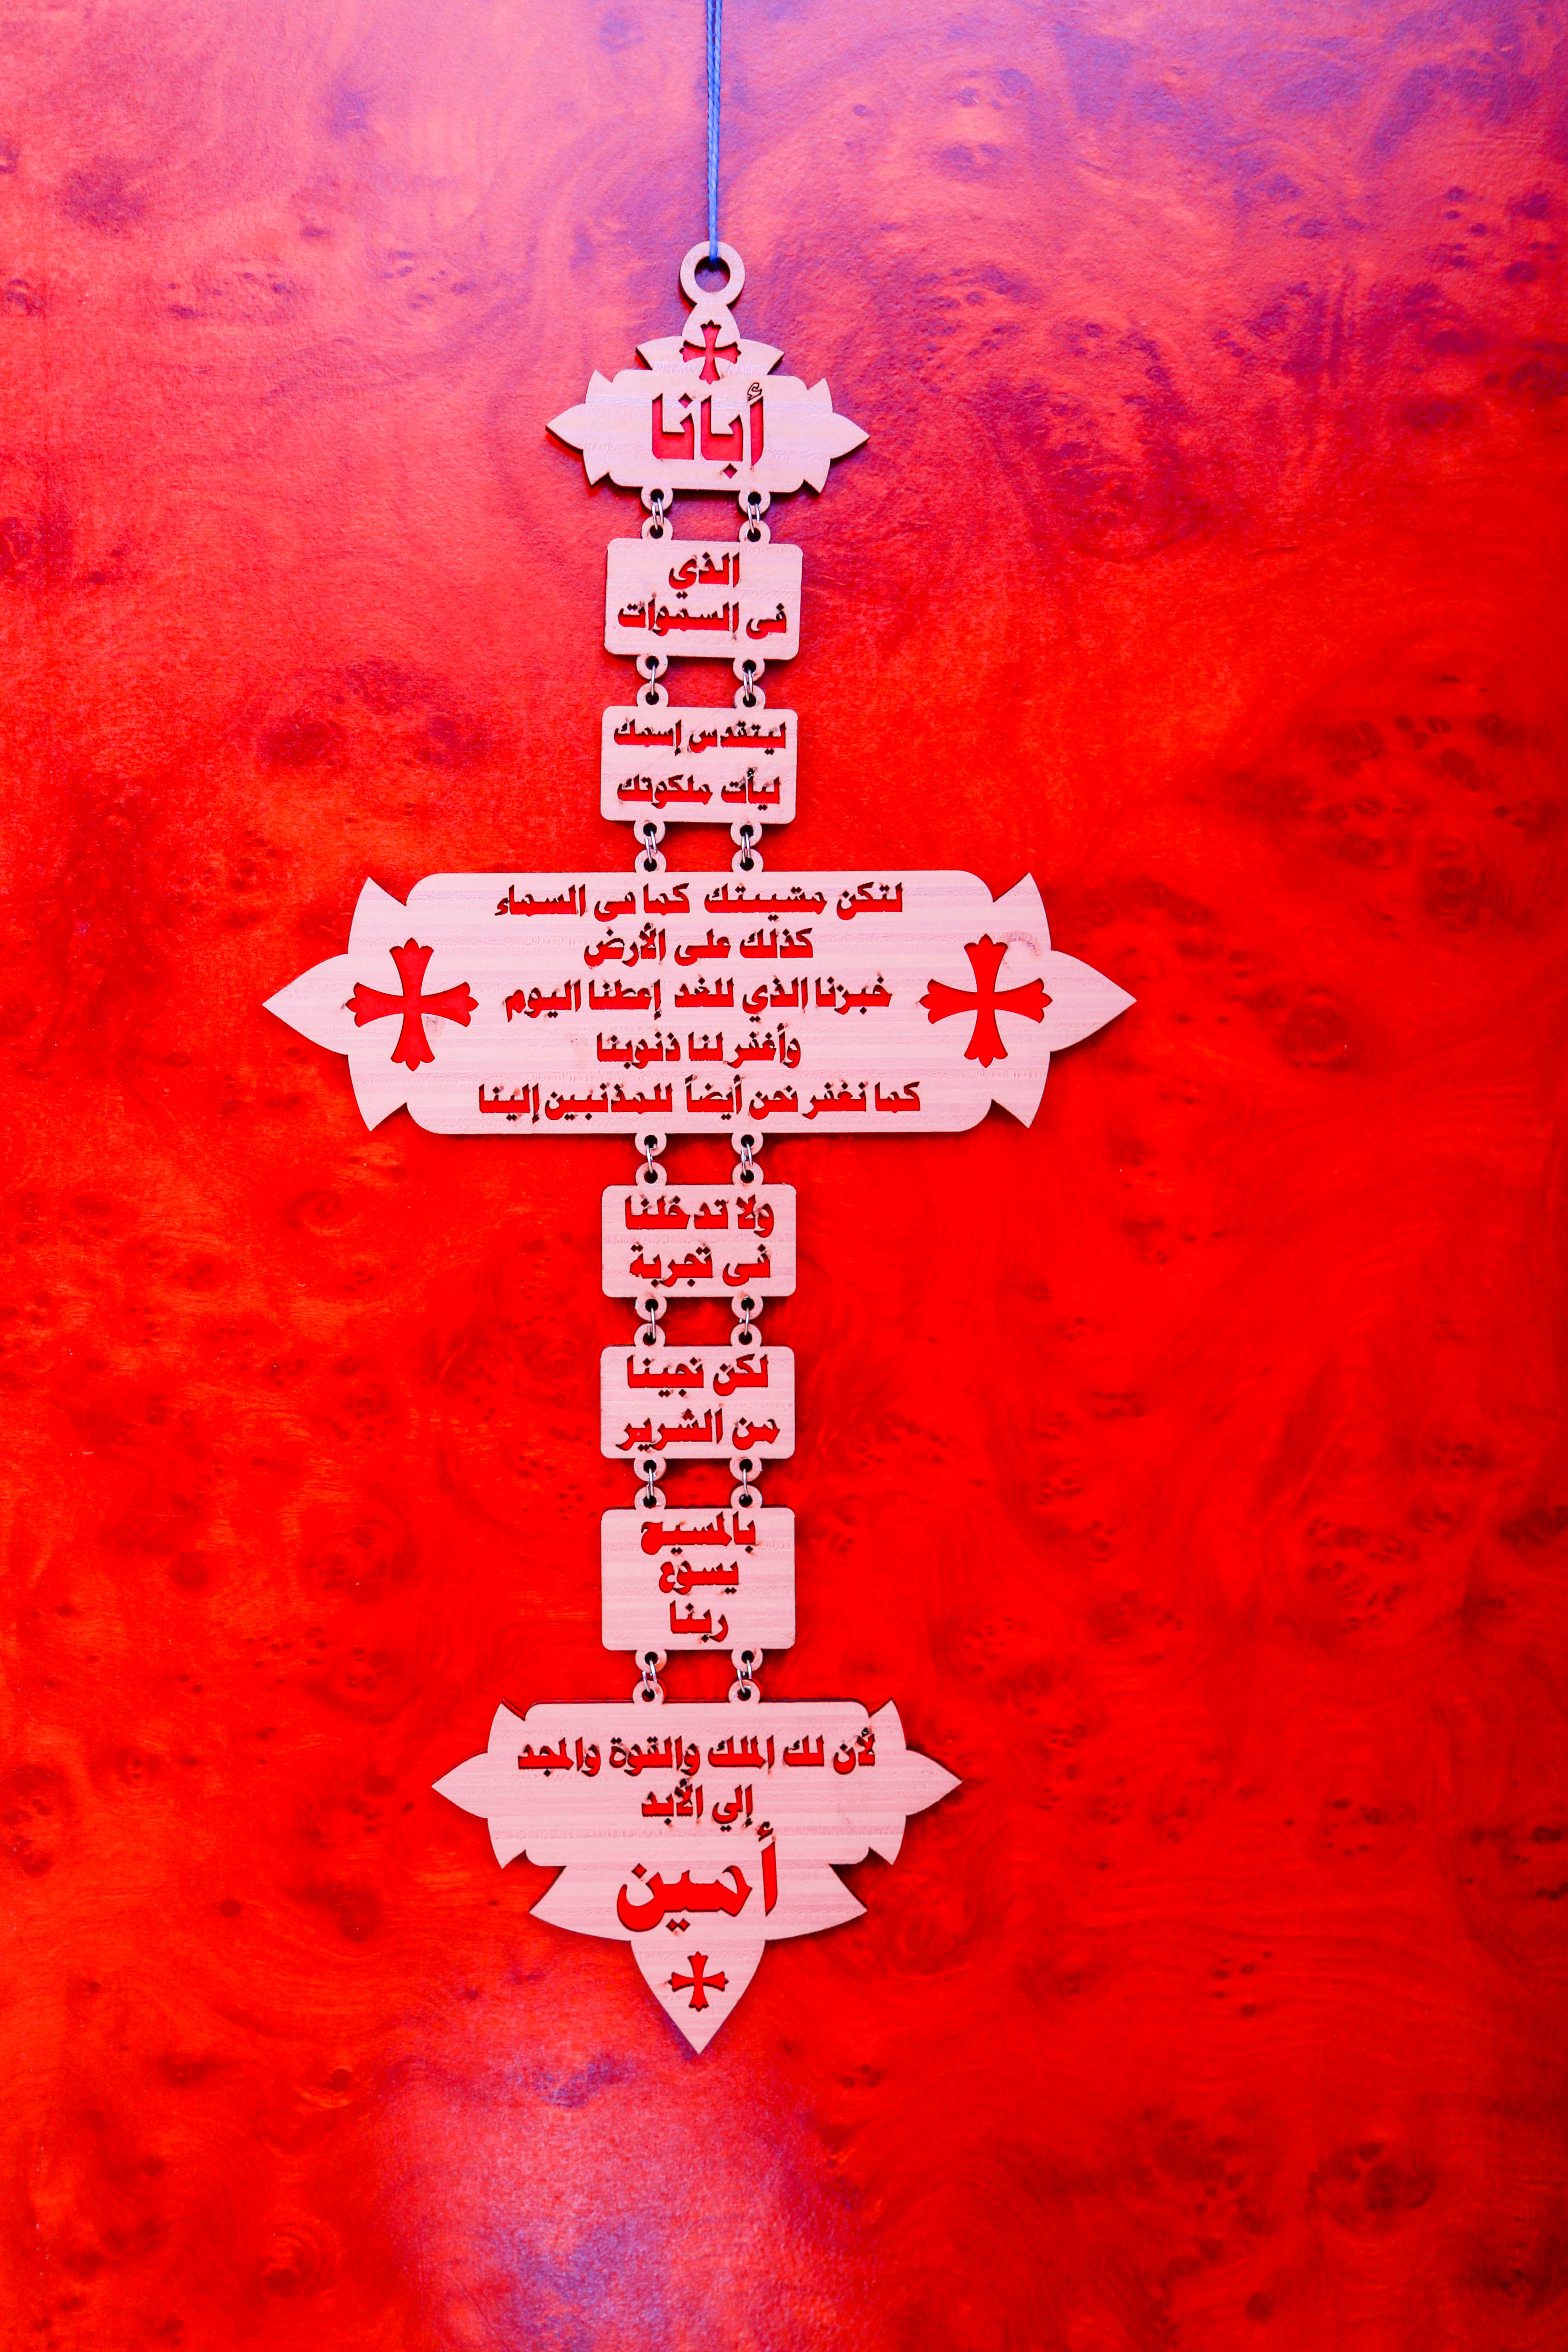 أبانا
الذي
فى السموات
ليتقدس إسمك
ليأت ملكوتك
لتكن مشيئتك كما فى السماء
كذلك على الأرض
خبزنا الذي للغد إعطنا اليوم
وأغفر لنا ذنوبنا
كما نغفر نحن أيضاً للمذنبين إلينا
ولا تدخلنا
فى تجربة
لكن نجينا
من الشرير
بالمسيح
يسوع
ربنا
لأن لك الملك والقوة والمجد
إلي الأبد
أمين